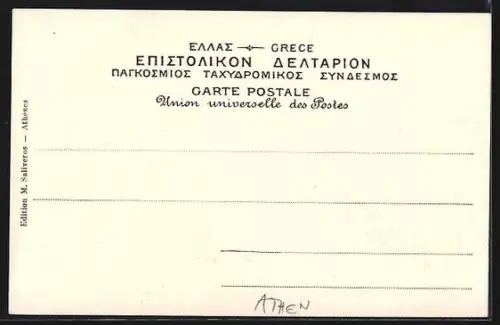 ΕΛΛΑΣ — GRECE
ΕΠΙΣΤΟΛΙΚΟΝ ΔΕΛΤΑΡΙΟΝ
ΠΑΓΚΟΣΜΙΟΣ ΤΑΧΥΔΡΟΜΙΚΟΣ ΣΥΝΔΕΣΜΟΣ
CARTE POSTALE
Union universelle des Postes
Edition M. Saliveros — Athènes
ATHEN